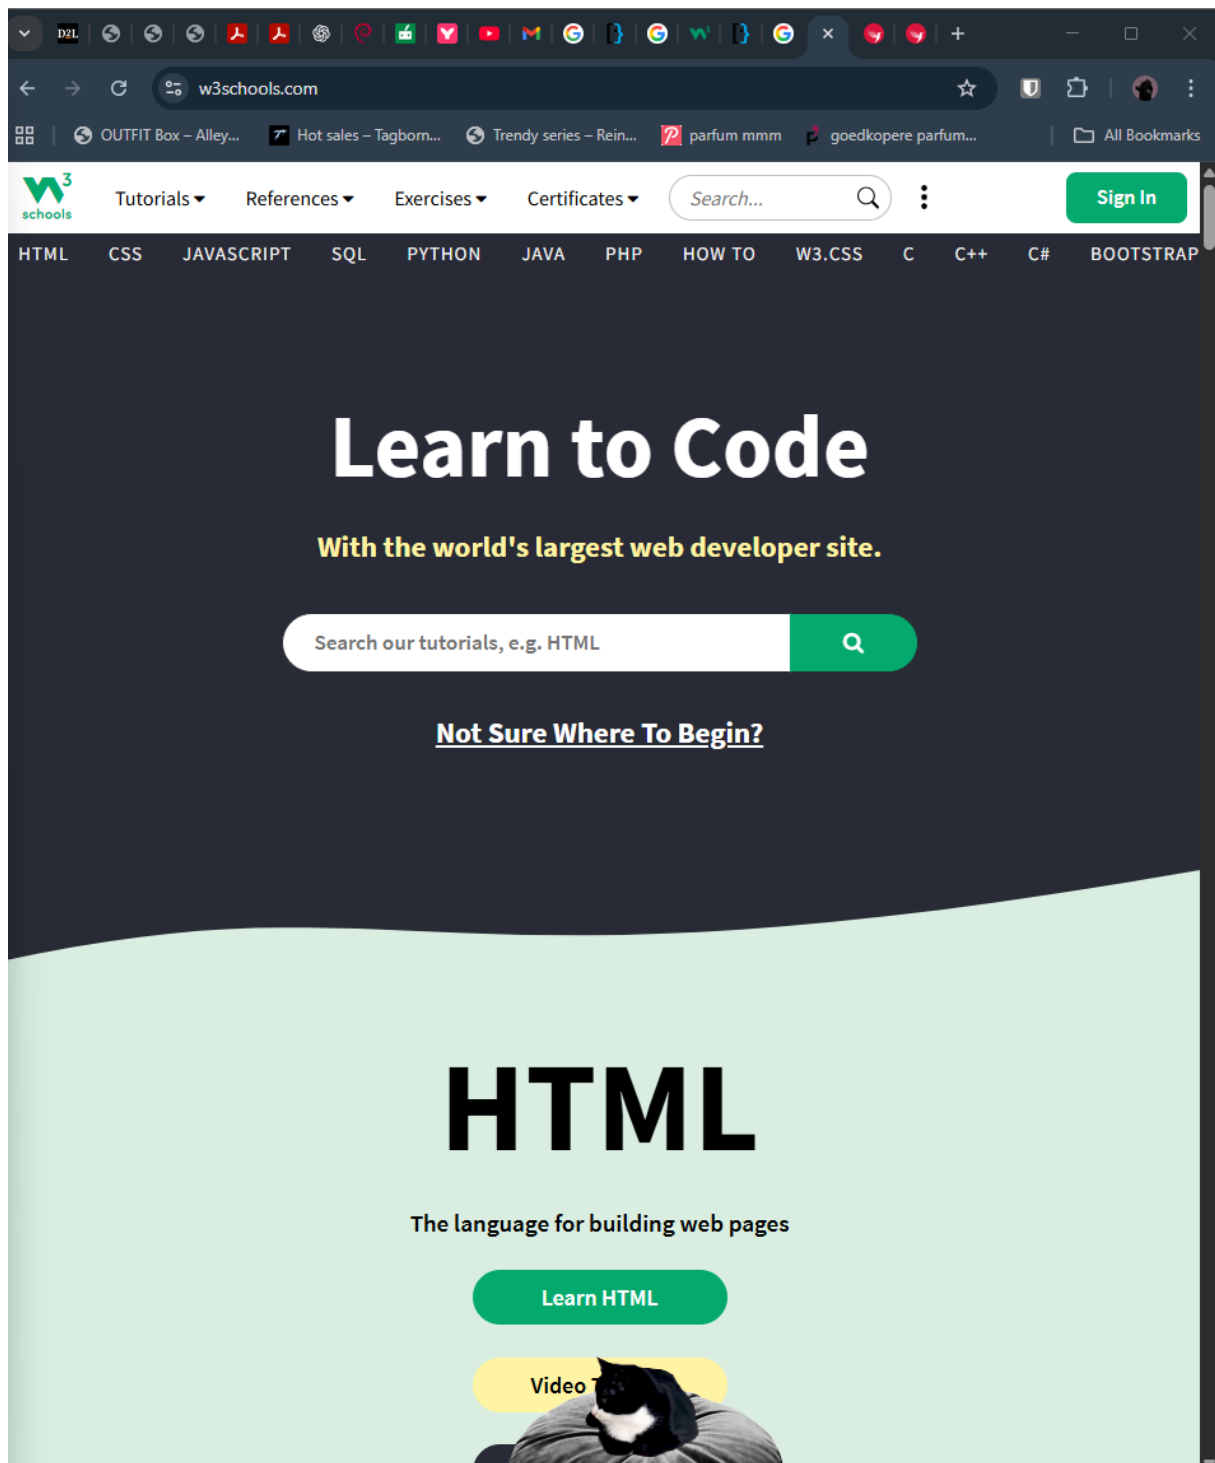 D2L
w3schools.com
OUTFIT Box – Alley...
Hot sales – Tagborn...
Trendy series – Rein...
parfum mmm
goedkopere parfum...
All Bookmarks
W3 schools
Tutorials
References
Exercises
Certificates
Search...
Sign In
HTML CSS JAVASCRIPT SQL PYTHON JAVA PHP HOW TO W3.CSS C C++ C# BOOTSTRAP
Learn to Code
With the world's largest web developer site.
Search our tutorials, e.g. HTML
Not Sure Where To Begin?
HTML
The language for building web pages
Learn HTML
Video